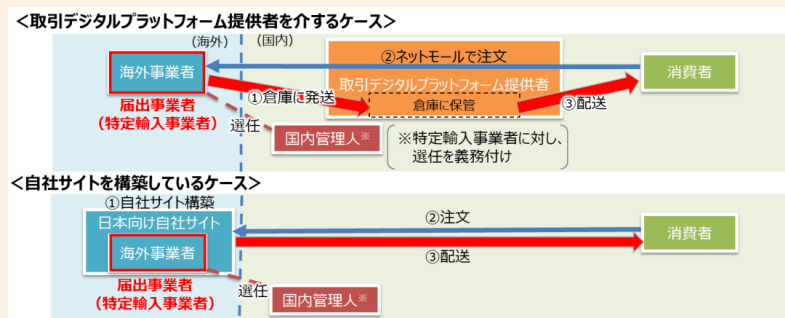 ＜取引デジタルプラットフォーム提供者を介するケース＞
(海外)
(国内)
②ネットモールで注文
海外事業者
取引デジタルプラットフォーム提供者
消費者
①倉庫に発送
倉庫に保管
③配送
届出事業者
（特定輸入事業者）
選任
国内管理人※
※特定輸入事業者に対し、
選任を義務付け
＜自社サイトを構築しているケース＞
①自社サイト構築
日本向け自社サイト
②注文
消費者
海外事業者
③配送
届出事業者
（特定輸入事業者）
選任
国内管理人※